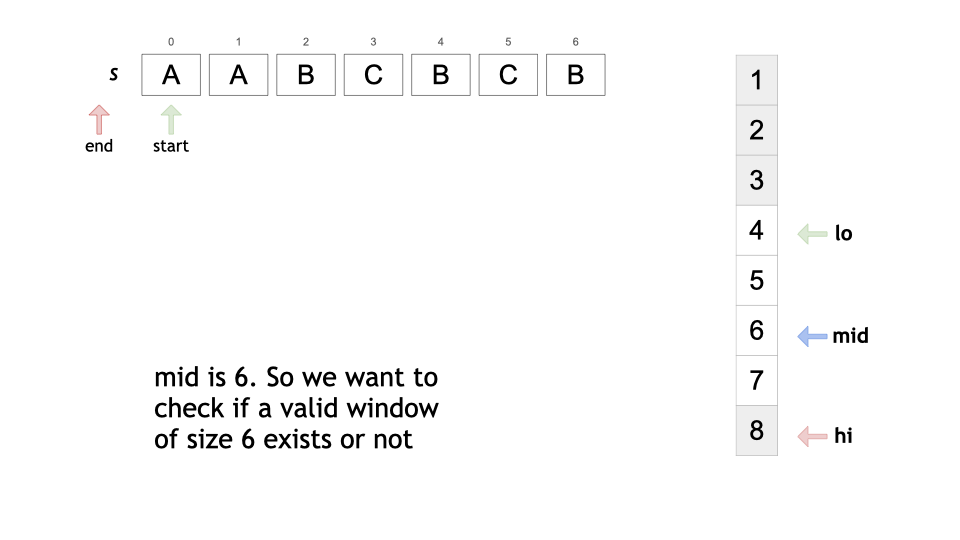 0 1 2 3 4 5 6
s A A B C B C B
end start
1
2
3
4 lo
5
6 mid
7
8 hi
mid is 6. So we want to
check if a valid window
of size 6 exists or not